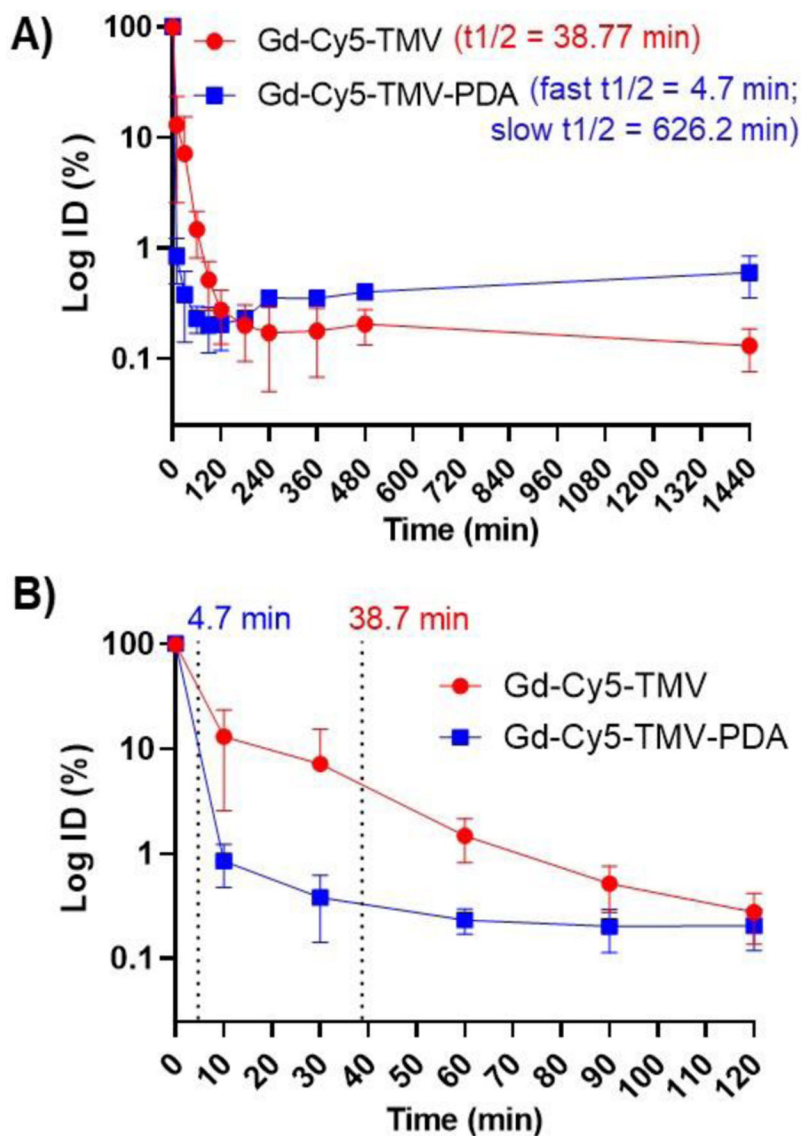 A)
Gd-Cy5-TMV (t1/2 = 38.77 min)
Gd-Cy5-TMV-PDA (fast t1/2 = 4.7 min;
slow t1/2 = 626.2 min)
Log ID (%)
100
10
1
0.1
0 120 240 360 480 600 720 840 960 1080 1200 1320 1440
Time (min)
B)
4.7 min 38.7 min
Gd-Cy5-TMV
Gd-Cy5-TMV-PDA
Log ID (%)
100
10
1
0.1
0 10 20 30 40 50 60 70 80 90 100 110 120
Time (min)